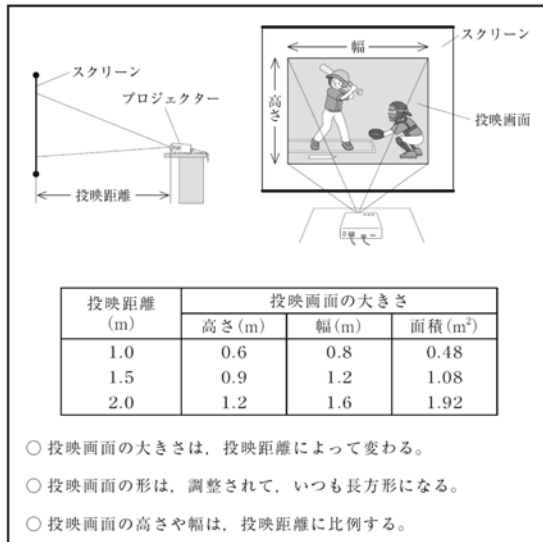 スクリーン
プロジェクター
投映距離
スクリーン
幅
高さ
投映画面
投映距離(m) 投映画面の大きさ
高さ(m) 幅(m) 面積(m²)
1.0 0.6 0.8 0.48
1.5 0.9 1.2 1.08
2.0 1.2 1.6 1.92
○ 投映画面の大きさは，投映距離によって変わる。
○ 投映画面の形は，調整されて，いつも長方形になる。
○ 投映画面の高さや幅は，投映距離に比例する。